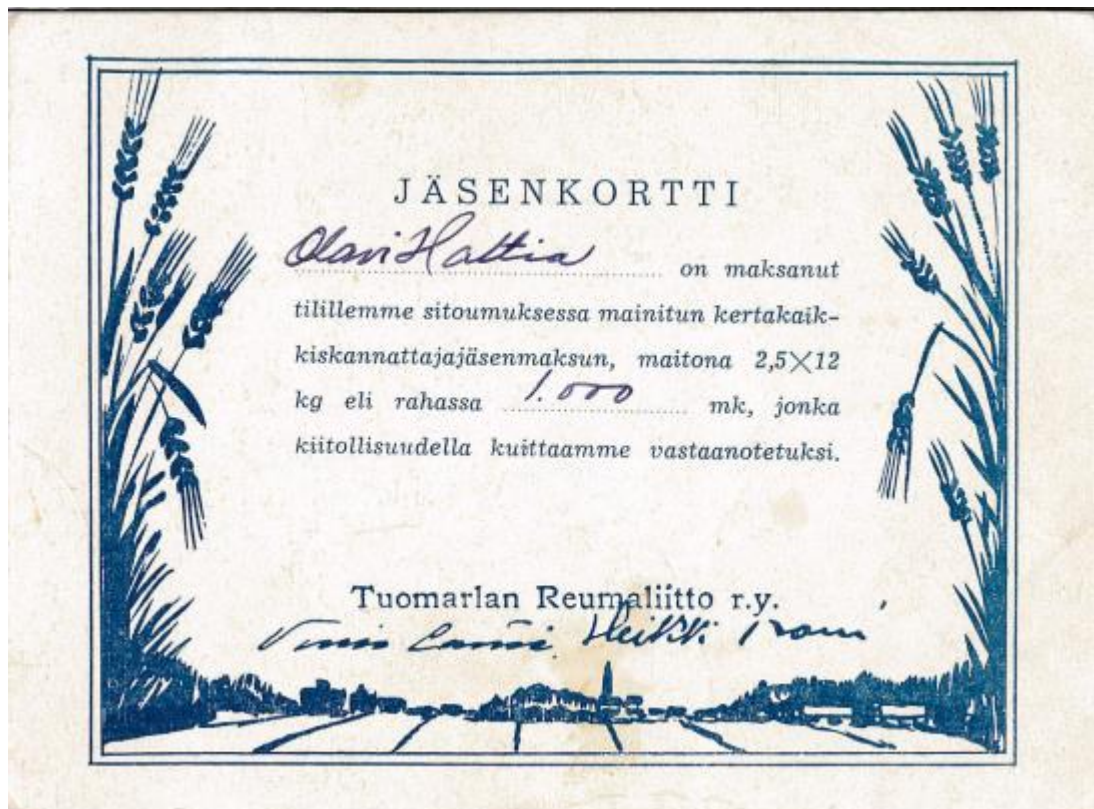 JÄSENKORTTI
Olavi Hattia on maksanut
tilillemme sitoumuksessa mainitun kertakaik-
kiskannattajajäsenmaksun, maitona 2,5×12
kg eli rahassa 1.000 mk, jonka
kiitollisuudella kuittaamme vastaanotetuksi.
Tuomarlan Reumaliitto r.y.
Heikki